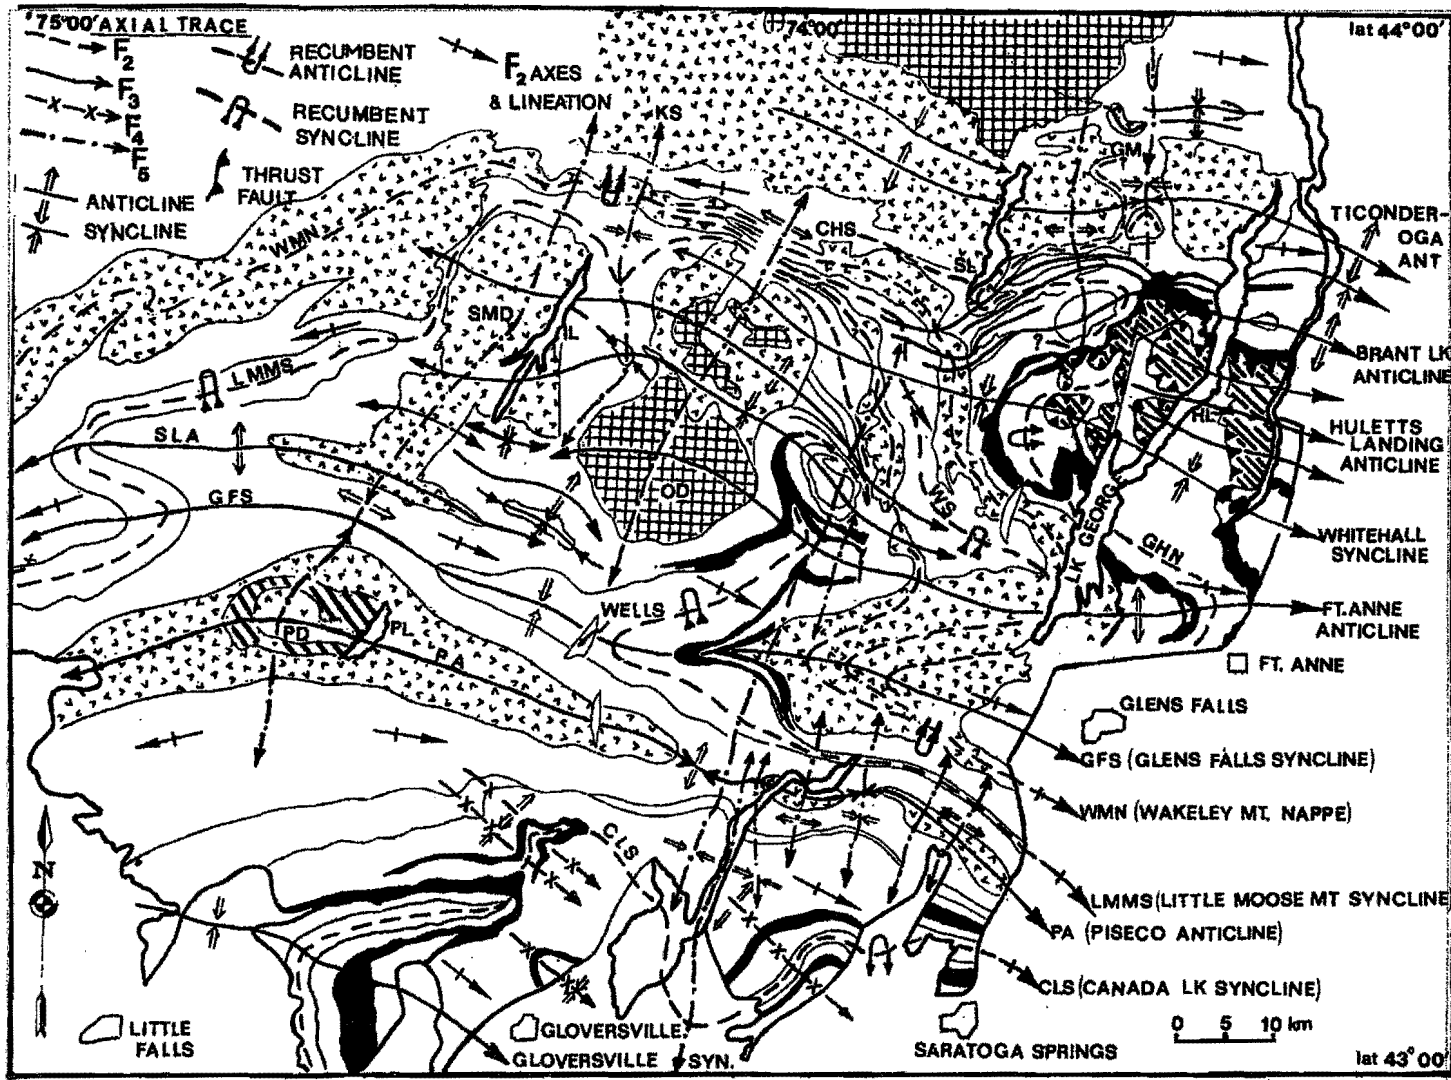 75°00'
AXIAL TRACE
F2
F3
F4
F5
RECUMBENT
ANTICLINE
RECUMBENT
SYNCLINE
F2 AXES
& LINEATION
THRUST
FAULT
ANTICLINE
SYNCLINE
74°00'
lat 44°00'
KS
GM
WMN
CHS
SL
TICONDER-
OGA
ANT
SMD
IL
LMMS
BRANT LK
ANTICLINE
SLA
HL
HULETTS
LANDING
ANTICLINE
GFS
OD
WS
LK GEORGE
GHN
WHITEHALL
SYNCLINE
WELLS
FT. ANNE
ANTICLINE
PD
PL
PA
FT. ANNE
GLENS FALLS
GFS (GLENS FALLS SYNCLINE)
WMN (WAKELEY MT. NAPPE)
CLS
N
LMMS (LITTLE MOOSE MT SYNCLINE
PA (PISECO ANTICLINE)
CLS (CANADA LK SYNCLINE)
LITTLE
FALLS
GLOVERSVILLE
GLOVERSVILLE SYN.
SARATOGA SPRINGS
0 5 10 km
lat 43°00'